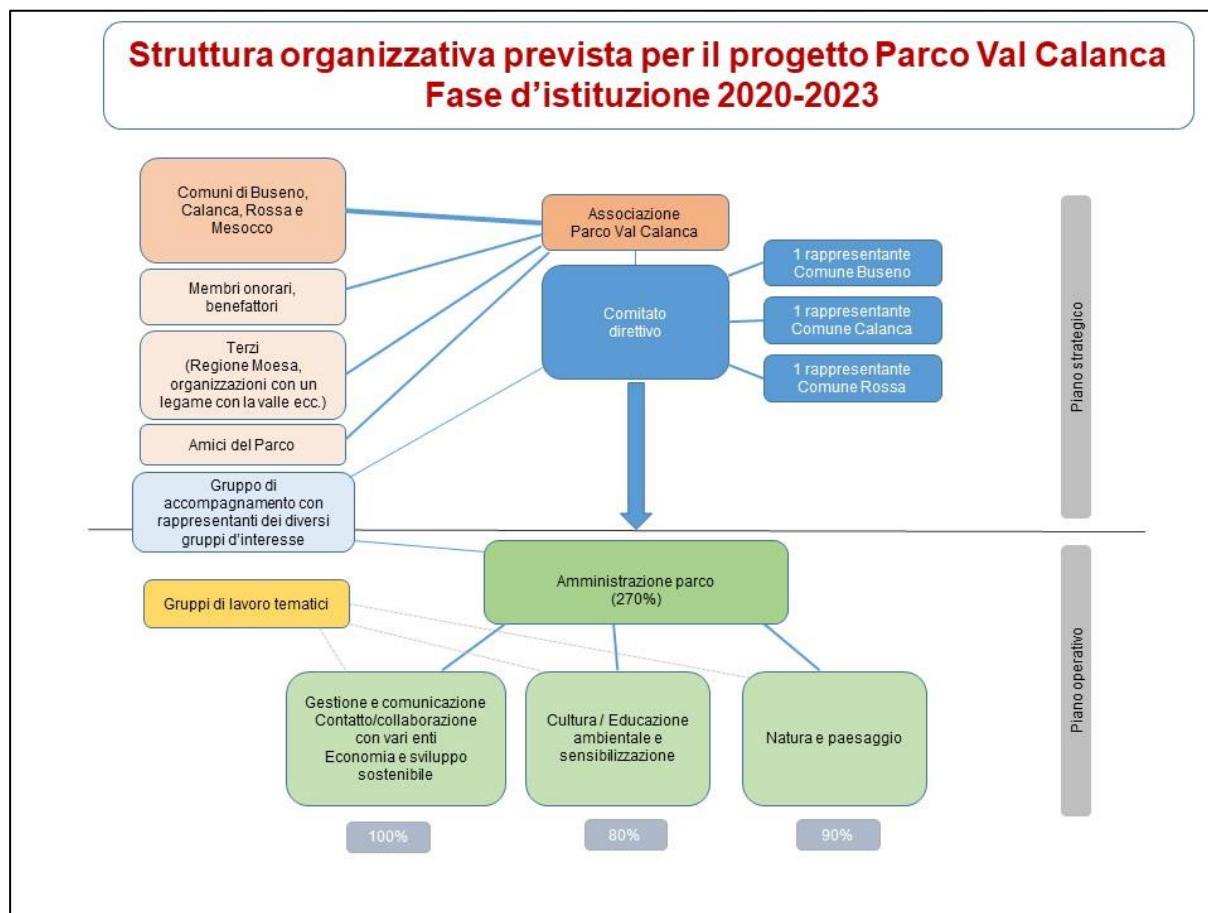 Struttura organizzativa prevista per il progetto Parco Val Calanca
Fase d'istituzione 2020-2023
Comuni di Buseno,
Calanca, Rossa e
Mesocco
Membri onorari,
benefattori
Terzi
(Regione Moesa,
organizzazioni con un
legame con la valle ecc.)
Amici del Parco
Gruppo di
accompagnamento con
rappresentanti dei diversi
gruppi d'interesse
Associazione
Parco Val Calanca
Comitato
direttivo
1 rappresentante
Comune Buseno
1 rappresentante
Comune Calanca
1 rappresentante
Comune Rossa
Piano strategico
Amministrazione parco
(270%)
Gruppi di lavoro tematici
Gestione e comunicazione
Contatto/collaborazione
con vari enti
Economia e sviluppo
sostenibile
Cultura / Educazione
ambientale e
sensibilizzazione
Natura e paesaggio
Piano operativo
100%
80%
90%